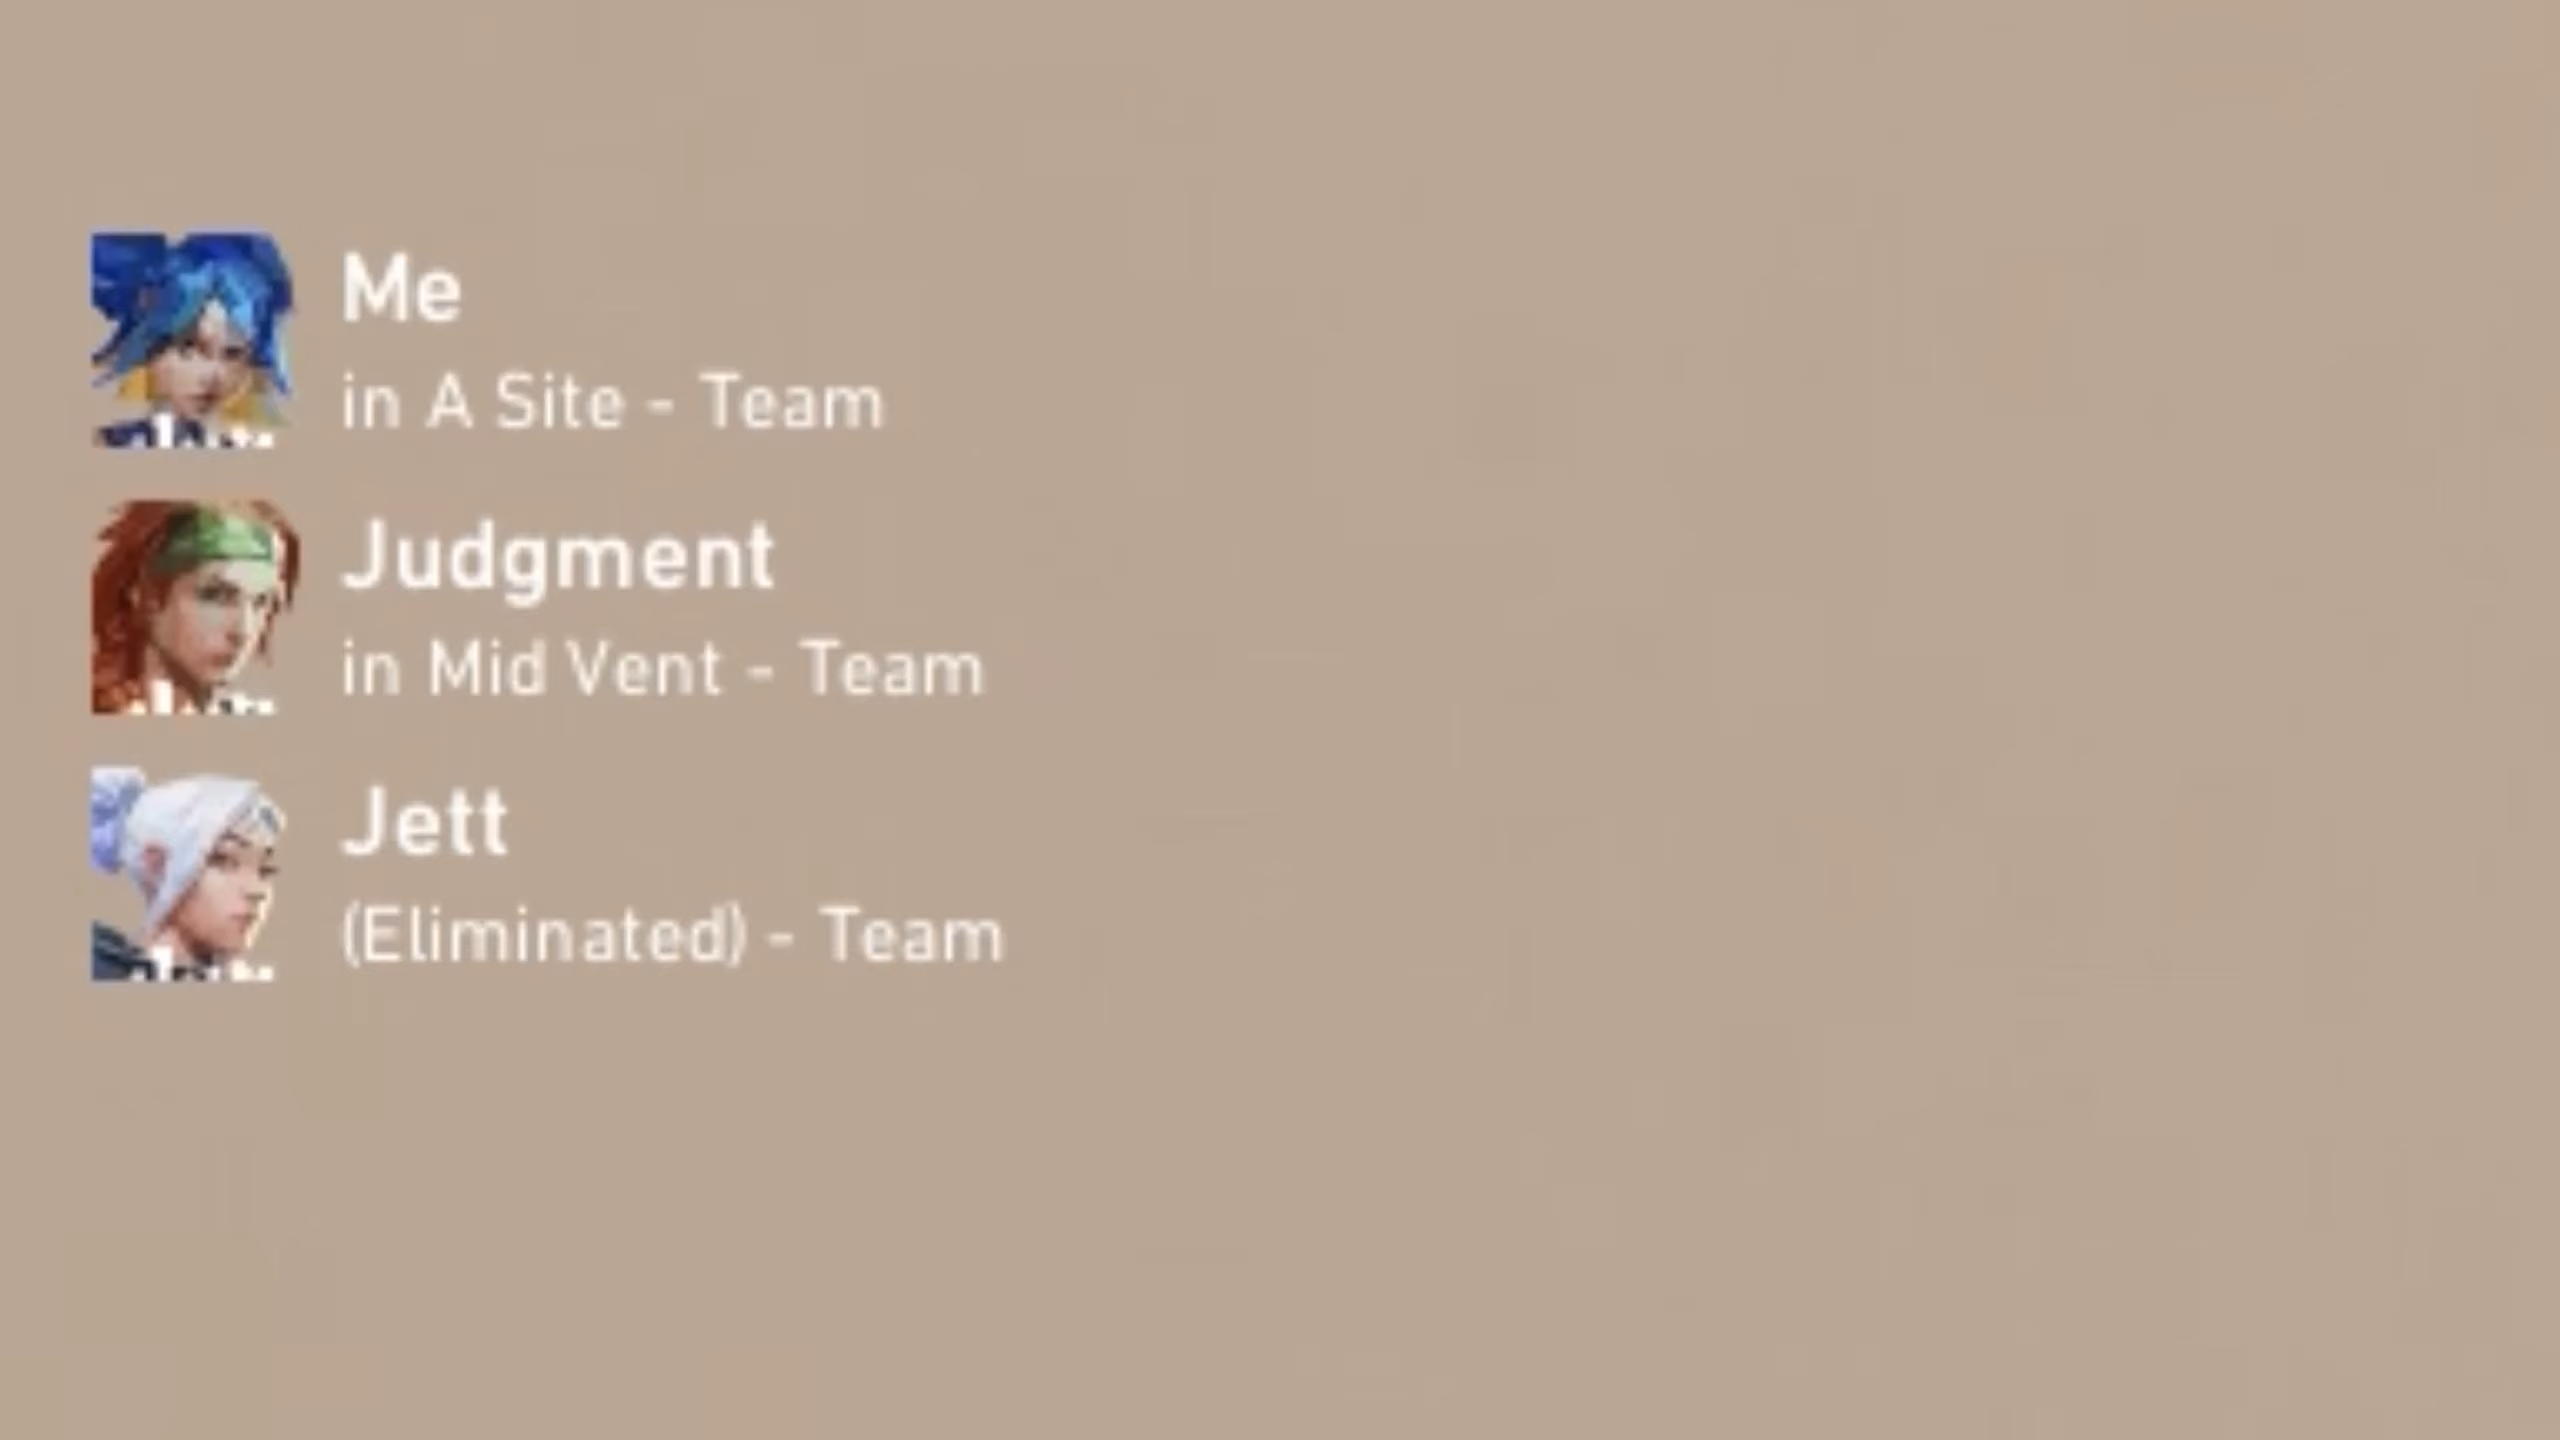 Me
in A Site - Team
Judgment
in Mid Vent - Team
Jett
(Eliminated) - Team